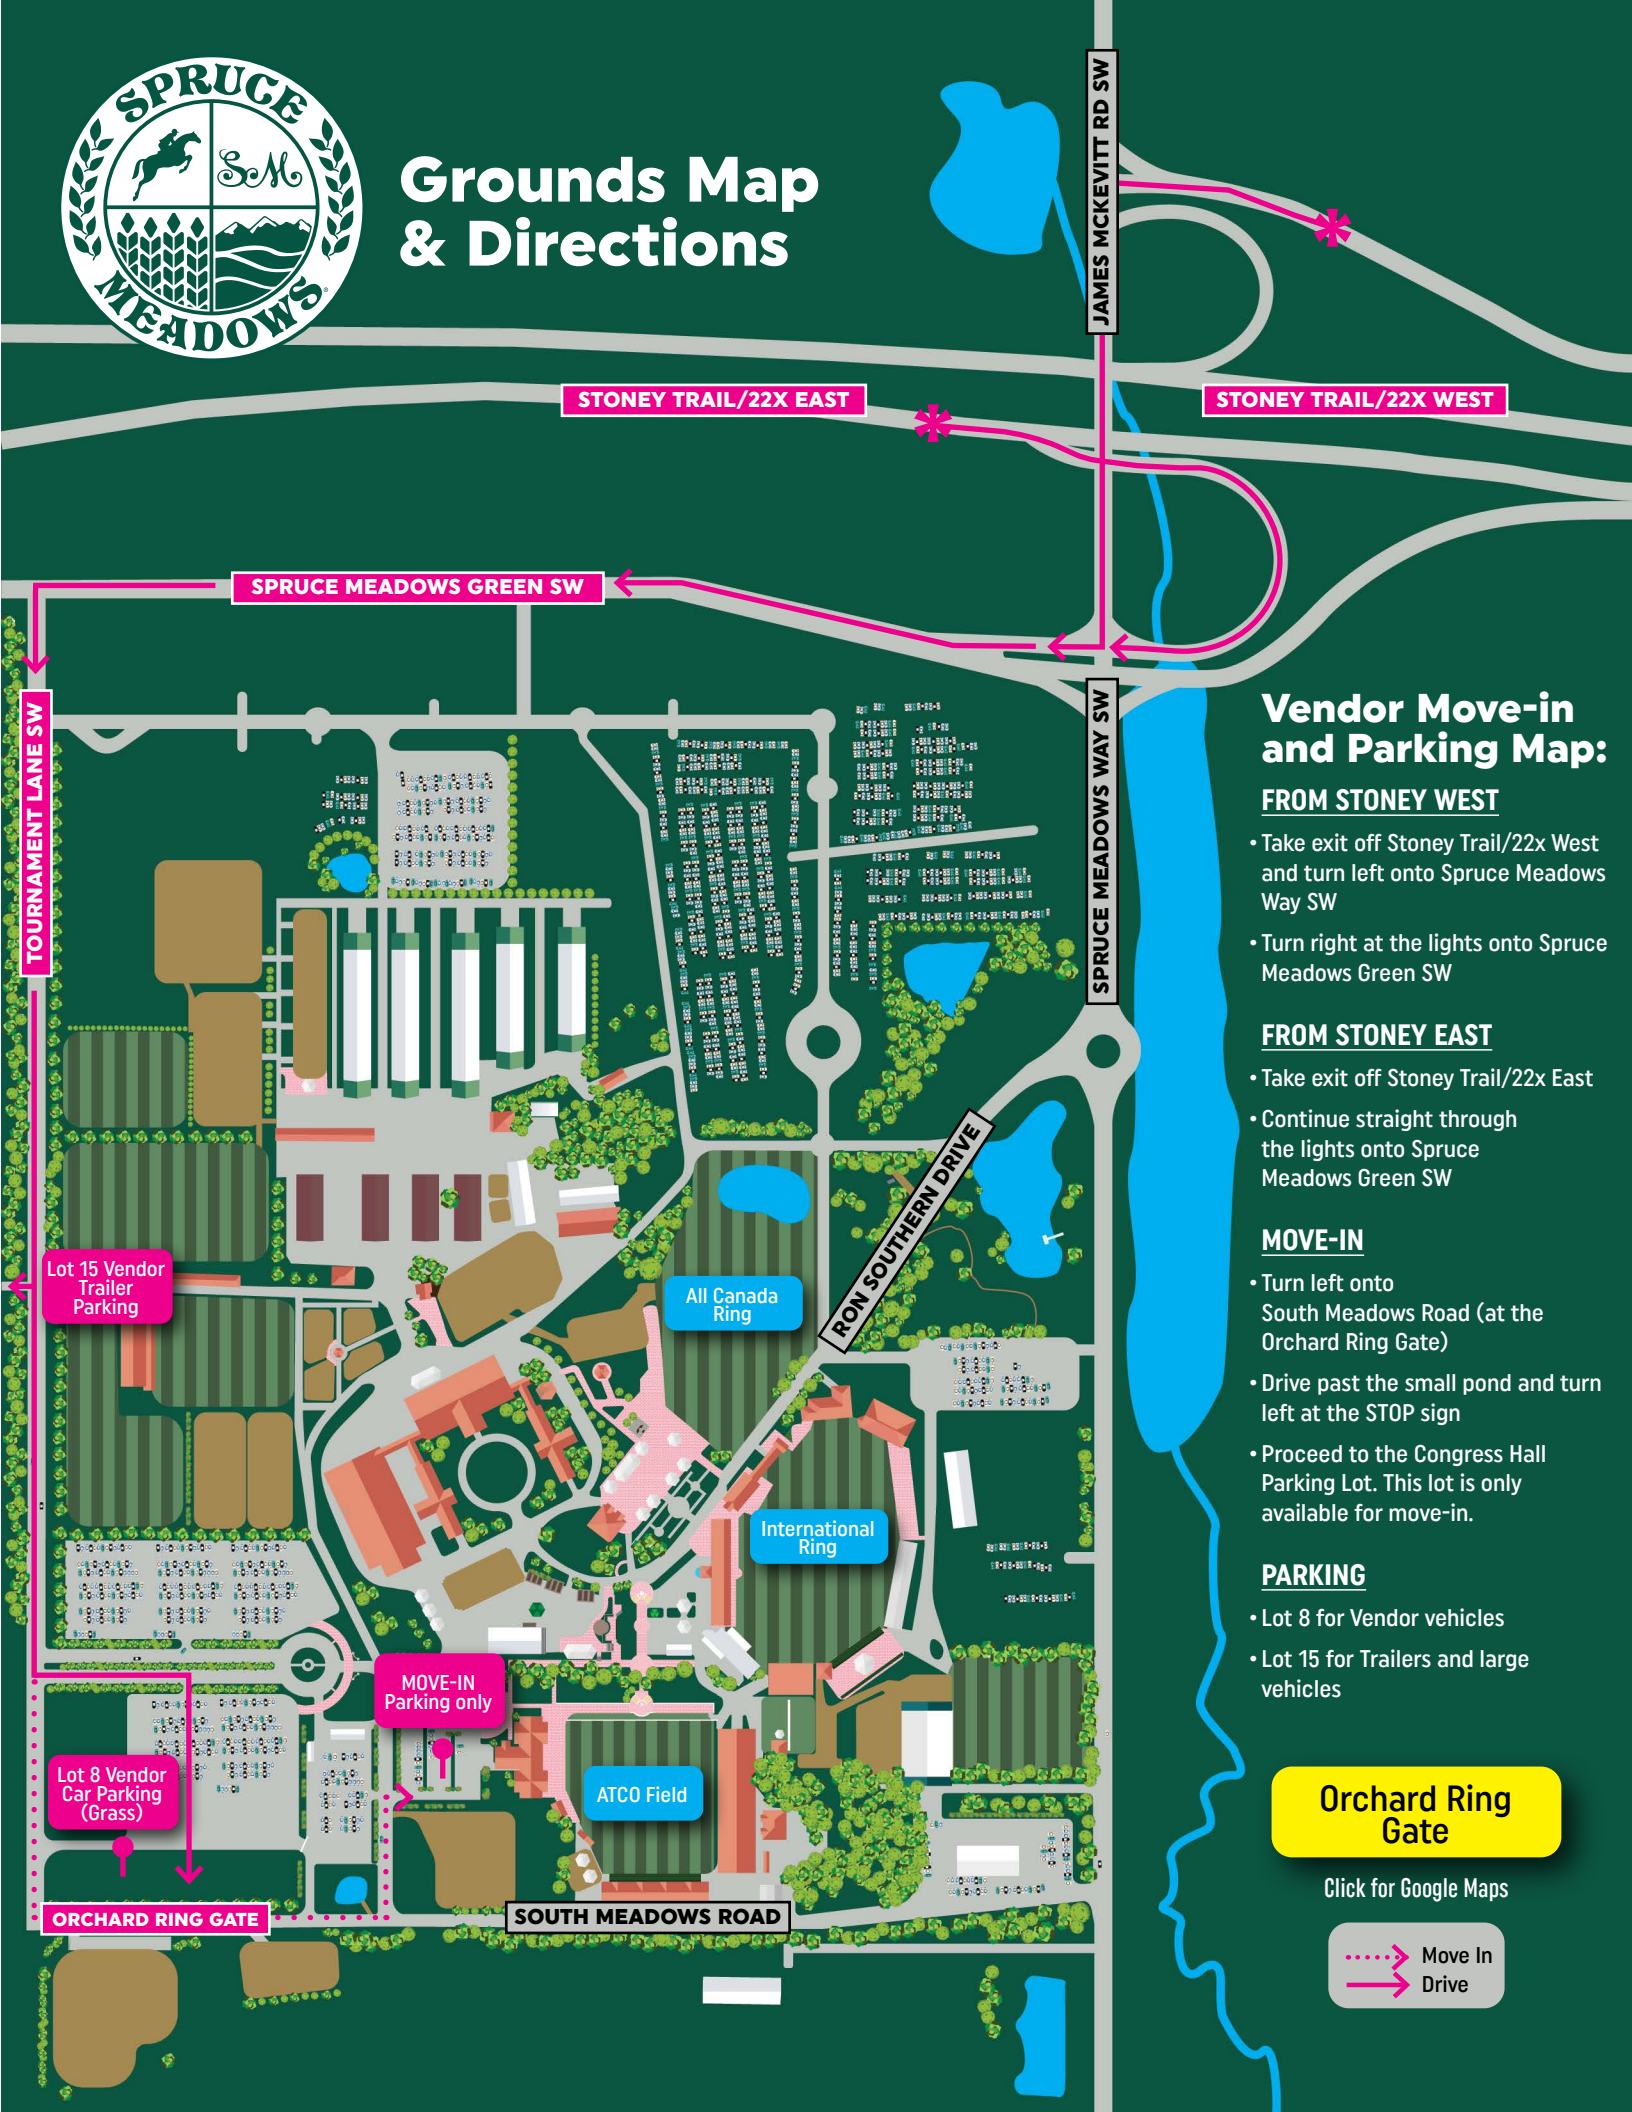 SPRUCE
S M
MEADOWS
Grounds Map
& Directions
JAMES MCKEVITT RD SW
STONEY TRAIL/22X EAST
STONEY TRAIL/22X WEST
SPRUCE MEADOWS GREEN SW
TOURNAMENT LANE SW
SPRUCE MEADOWS WAY SW
RON SOUTHERN DRIVE
Lot 15 Vendor
Trailer
Parking
All Canada
Ring
International
Ring
MOVE-IN
Parking only
Lot 8 Vendor
Car Parking
(Grass)
ATCO Field
ORCHARD RING GATE
SOUTH MEADOWS ROAD
Vendor Move-in
and Parking Map:
FROM STONEY WEST
• Take exit off Stoney Trail/22x West
and turn left onto Spruce Meadows
Way SW
• Turn right at the lights onto Spruce
Meadows Green SW
FROM STONEY EAST
• Take exit off Stoney Trail/22x East
• Continue straight through
the lights onto Spruce
Meadows Green SW
MOVE-IN
• Turn left onto
South Meadows Road (at the
Orchard Ring Gate)
• Drive past the small pond and turn
left at the STOP sign
• Proceed to the Congress Hall
Parking Lot. This lot is only
available for move-in.
PARKING
• Lot 8 for Vendor vehicles
• Lot 15 for Trailers and large
vehicles
Orchard Ring
Gate
Click for Google Maps
Move In
Drive